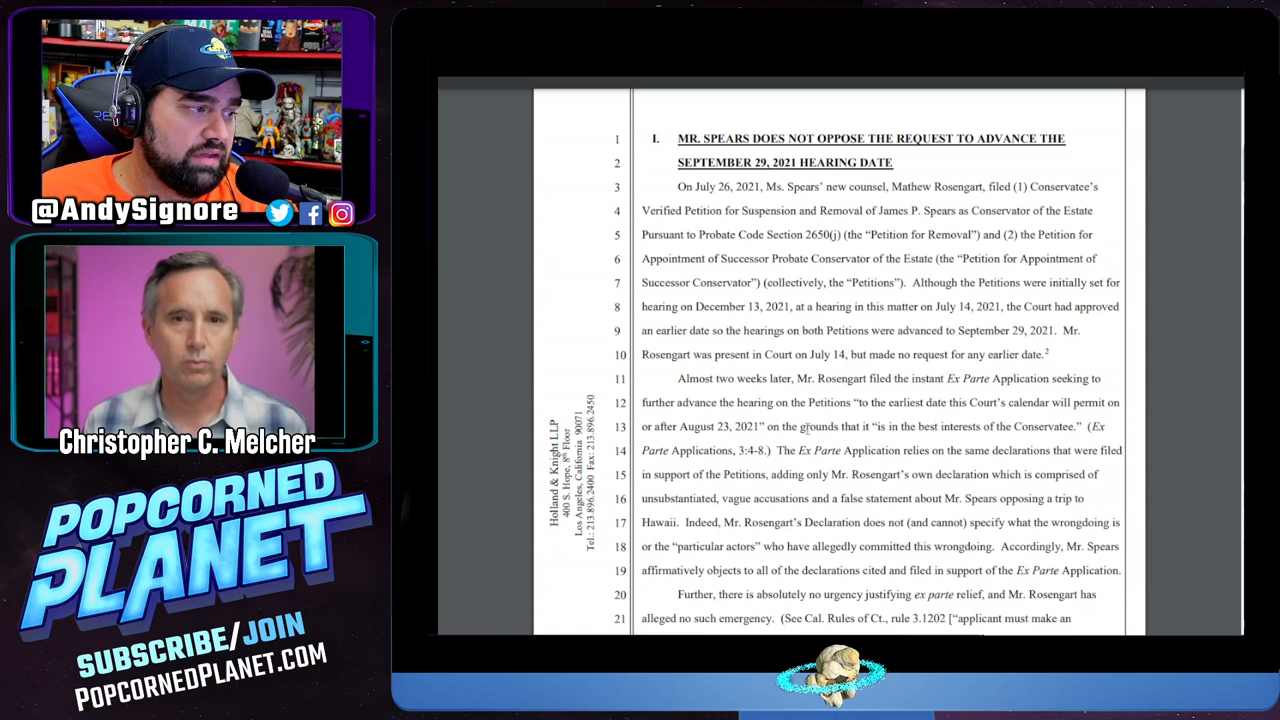 @AndySignore
Christopher C. Melcher
POPCORNED
PLANET
SUBSCRIBE/JOIN
POPCORNEDPLANET.COM
1 I. MR. SPEARS DOES NOT OPPOSE THE REQUEST TO ADVANCE THE
2 SEPTEMBER 29, 2021 HEARING DATE
3 On July 26, 2021, Ms. Spears' new counsel, Mathew Rosengart, filed (1) Conservatee's
4 Verified Petition for Suspension and Removal of James P. Spears as Conservator of the Estate
5 Pursuant to Probate Code Section 2650(j) (the “Petition for Removal”) and (2) the Petition for
6 Appointment of Successor Probate Conservator of the Estate (the “Petition for Appointment of
7 Successor Conservator”) (collectively, the “Petitions”). Although the Petitions were initially set for
8 hearing on December 13, 2021, at a hearing in this matter on July 14, 2021, the Court had approved
9 an earlier date so the hearings on both Petitions were advanced to September 29, 2021. Mr.
10 Rosengart was present in Court on July 14, but made no request for any earlier date.2
11 Almost two weeks later, Mr. Rosengart filed the instant Ex Parte Application seeking to
12 further advance the hearing on the Petitions “to the earliest date this Court's calendar will permit on
13 or after August 23, 2021” on the grounds that it “is in the best interests of the Conservatee.” (Ex
14 Parte Applications, 3:4-8.) The Ex Parte Application relies on the same declarations that were filed
15 in support of the Petitions, adding only Mr. Rosengart's own declaration which is comprised of
16 unsubstantiated, vague accusations and a false statement about Mr. Spears opposing a trip to
17 Hawaii. Indeed, Mr. Rosengart's Declaration does not (and cannot) specify what the wrongdoing is
18 or the “particular actors” who have allegedly committed this wrongdoing. Accordingly, Mr. Spears
19 affirmatively objects to all of the declarations cited and filed in support of the Ex Parte Application.
20 Further, there is absolutely no urgency justifying ex parte relief, and Mr. Rosengart has
21 alleged no such emergency. (See Cal. Rules of Ct., rule 3.1202 [“applicant must make an
Holland & Knight LLP
400 S. Hope, 8th Floor
Los Angeles, California 90071
Tel.: 213.896.2400 Fax: 213.896.2450